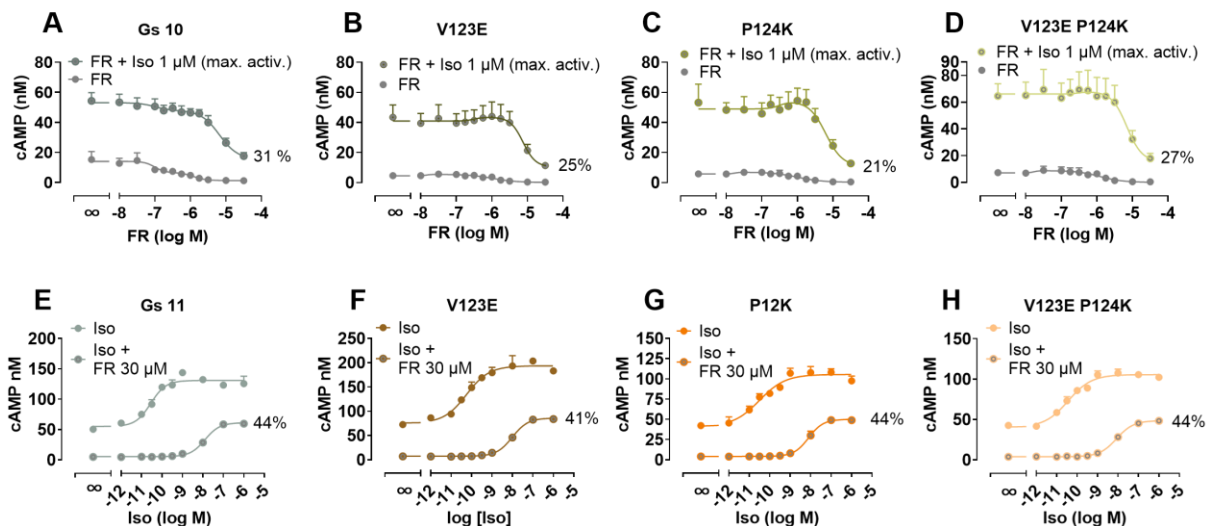 A
Gs 10
FR + Iso 1 µM (max. activ.)
FR
cAMP (nM)
80
60
40
20
0
31 %
∞ -8 -7 -6 -5 -4
FR (log M)
B
V123E
FR + Iso 1 µM (max. activ.)
FR
cAMP (nM)
80
60
40
20
0
25%
∞ -8 -7 -6 -5 -4
FR (log M)
C
P124K
FR + Iso 1 µM (max. activ.)
FR
cAMP (nM)
80
60
40
20
0
21%
∞ -8 -7 -6 -5 -4
FR (log M)
D
V123E P124K
FR + Iso 1 µM (max. activ.)
FR
cAMP (nM)
90
80
60
40
20
0
27%
∞ -8 -7 -6 -5 -4
FR (log M)
E
Gs 11
Iso
Iso +
FR 30 µM
cAMP nM
200
150
100
50
0
44%
∞ -12 -11 -10 -9 -8 -7 -6 -5
Iso (log M)
F
V123E
Iso
Iso +
FR 30 µM
cAMP nM
250
200
150
100
50
0
41%
∞ -12 -11 -10 -9 -8 -7 -6 -5
log [Iso]
G
P12K
Iso
Iso +
FR 30 µM
cAMP nM
150
125
100
75
50
25
0
44%
∞ -12 -11 -10 -9 -8 -7 -6 -5
Iso (log M)
H
V123E P124K
Iso
Iso +
FR 30 µM
cAMP nM
150
100
50
0
44%
∞ -12 -11 -10 -9 -8 -7 -6 -5
Iso (log M)